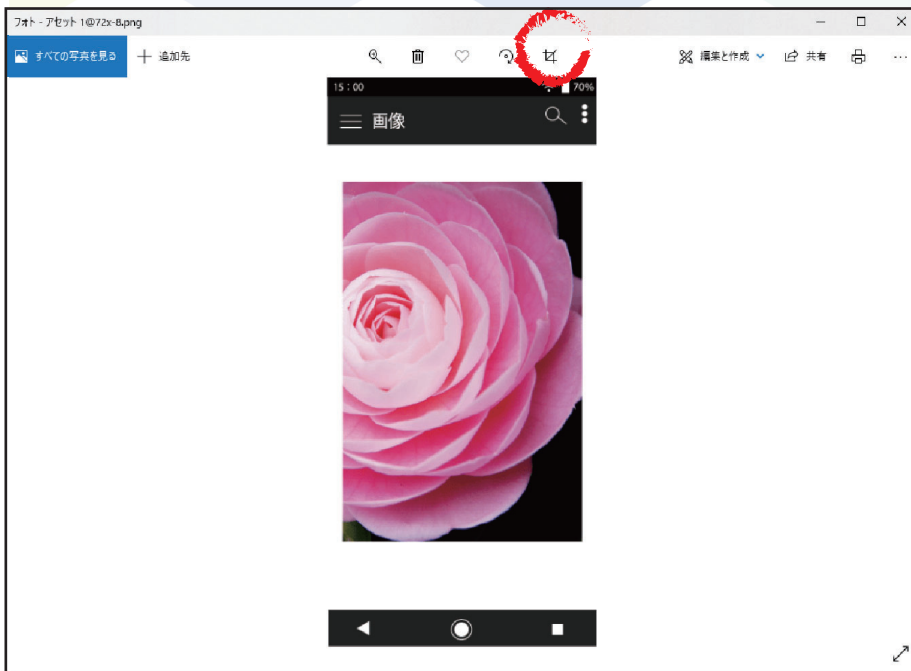 フォト - アセット 1@72x-8.png
すべての写真を見る
追加先
編集と作成
共有
15:00
70%
画像